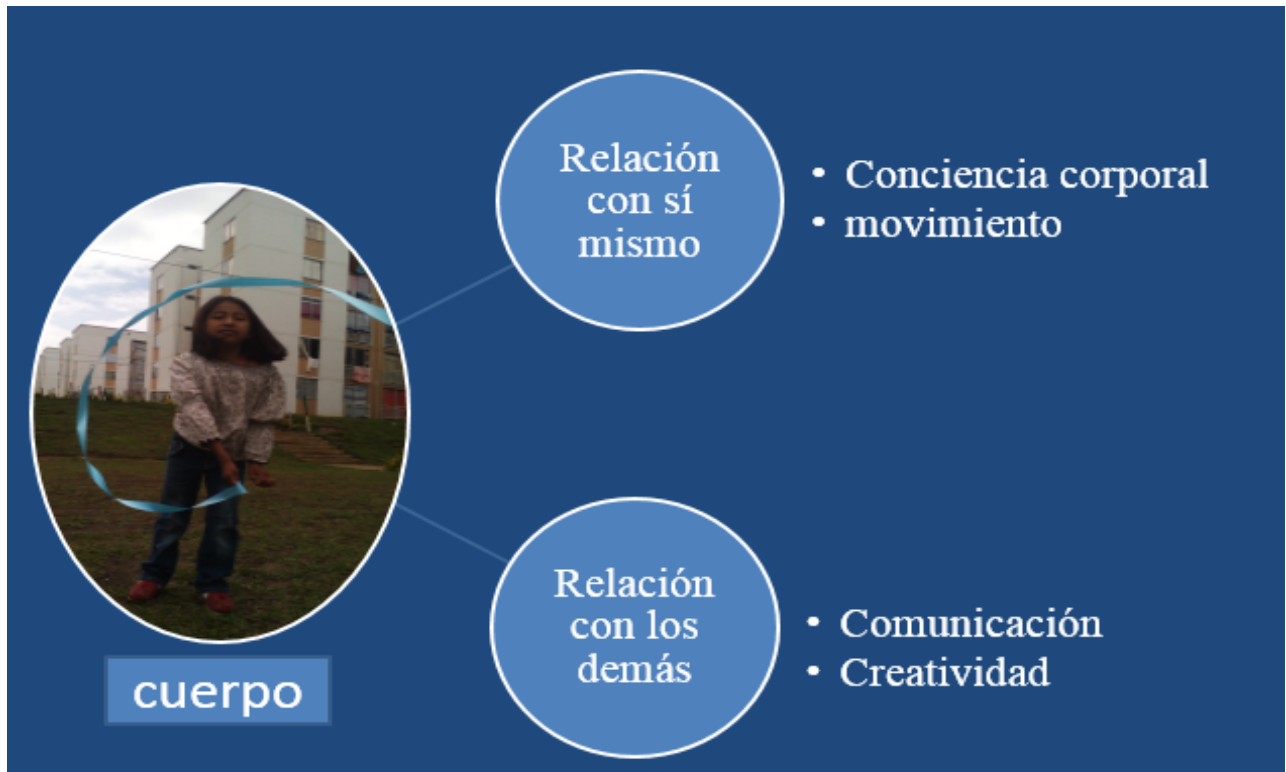 Relación
con sí
mismo
• Conciencia corporal
• movimiento
cuerpo
Relación
con los
demás
• Comunicación
• Creatividad